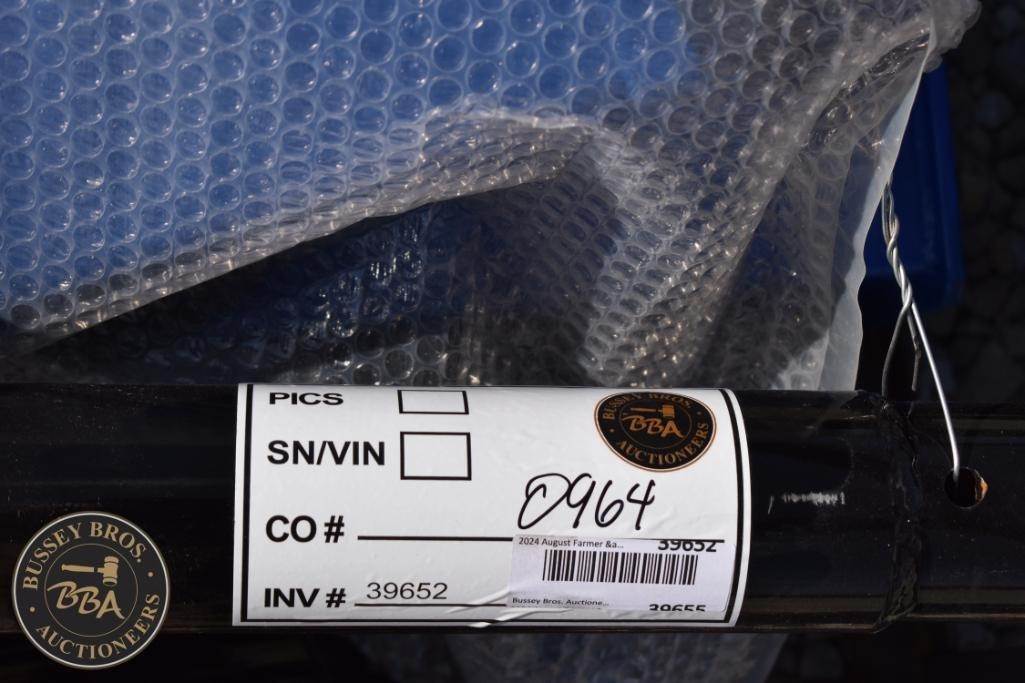 PICS
SN/VIN
CO #
INV # 39652
BUSSEY BROS.
BBA
AUCTIONEERS
0964
2024 August Farmer &a...
39652
Bussey Bros. Auctione...
39655
BUSSEY BROS.
BBA
AUCTIONEERS